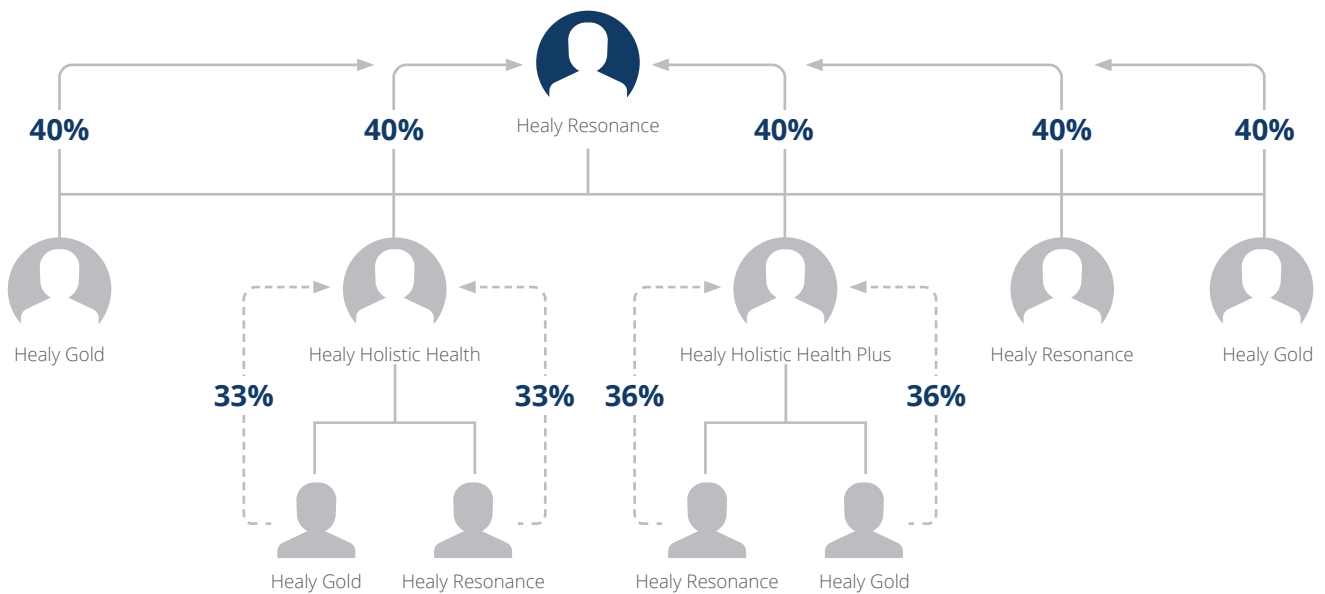 40%
40%
Healy Resonance
40%
40%
40%
Healy Gold
Healy Holistic Health
Healy Holistic Health Plus
Healy Resonance
Healy Gold
33%
33%
36%
36%
Healy Gold
Healy Resonance
Healy Resonance
Healy Gold